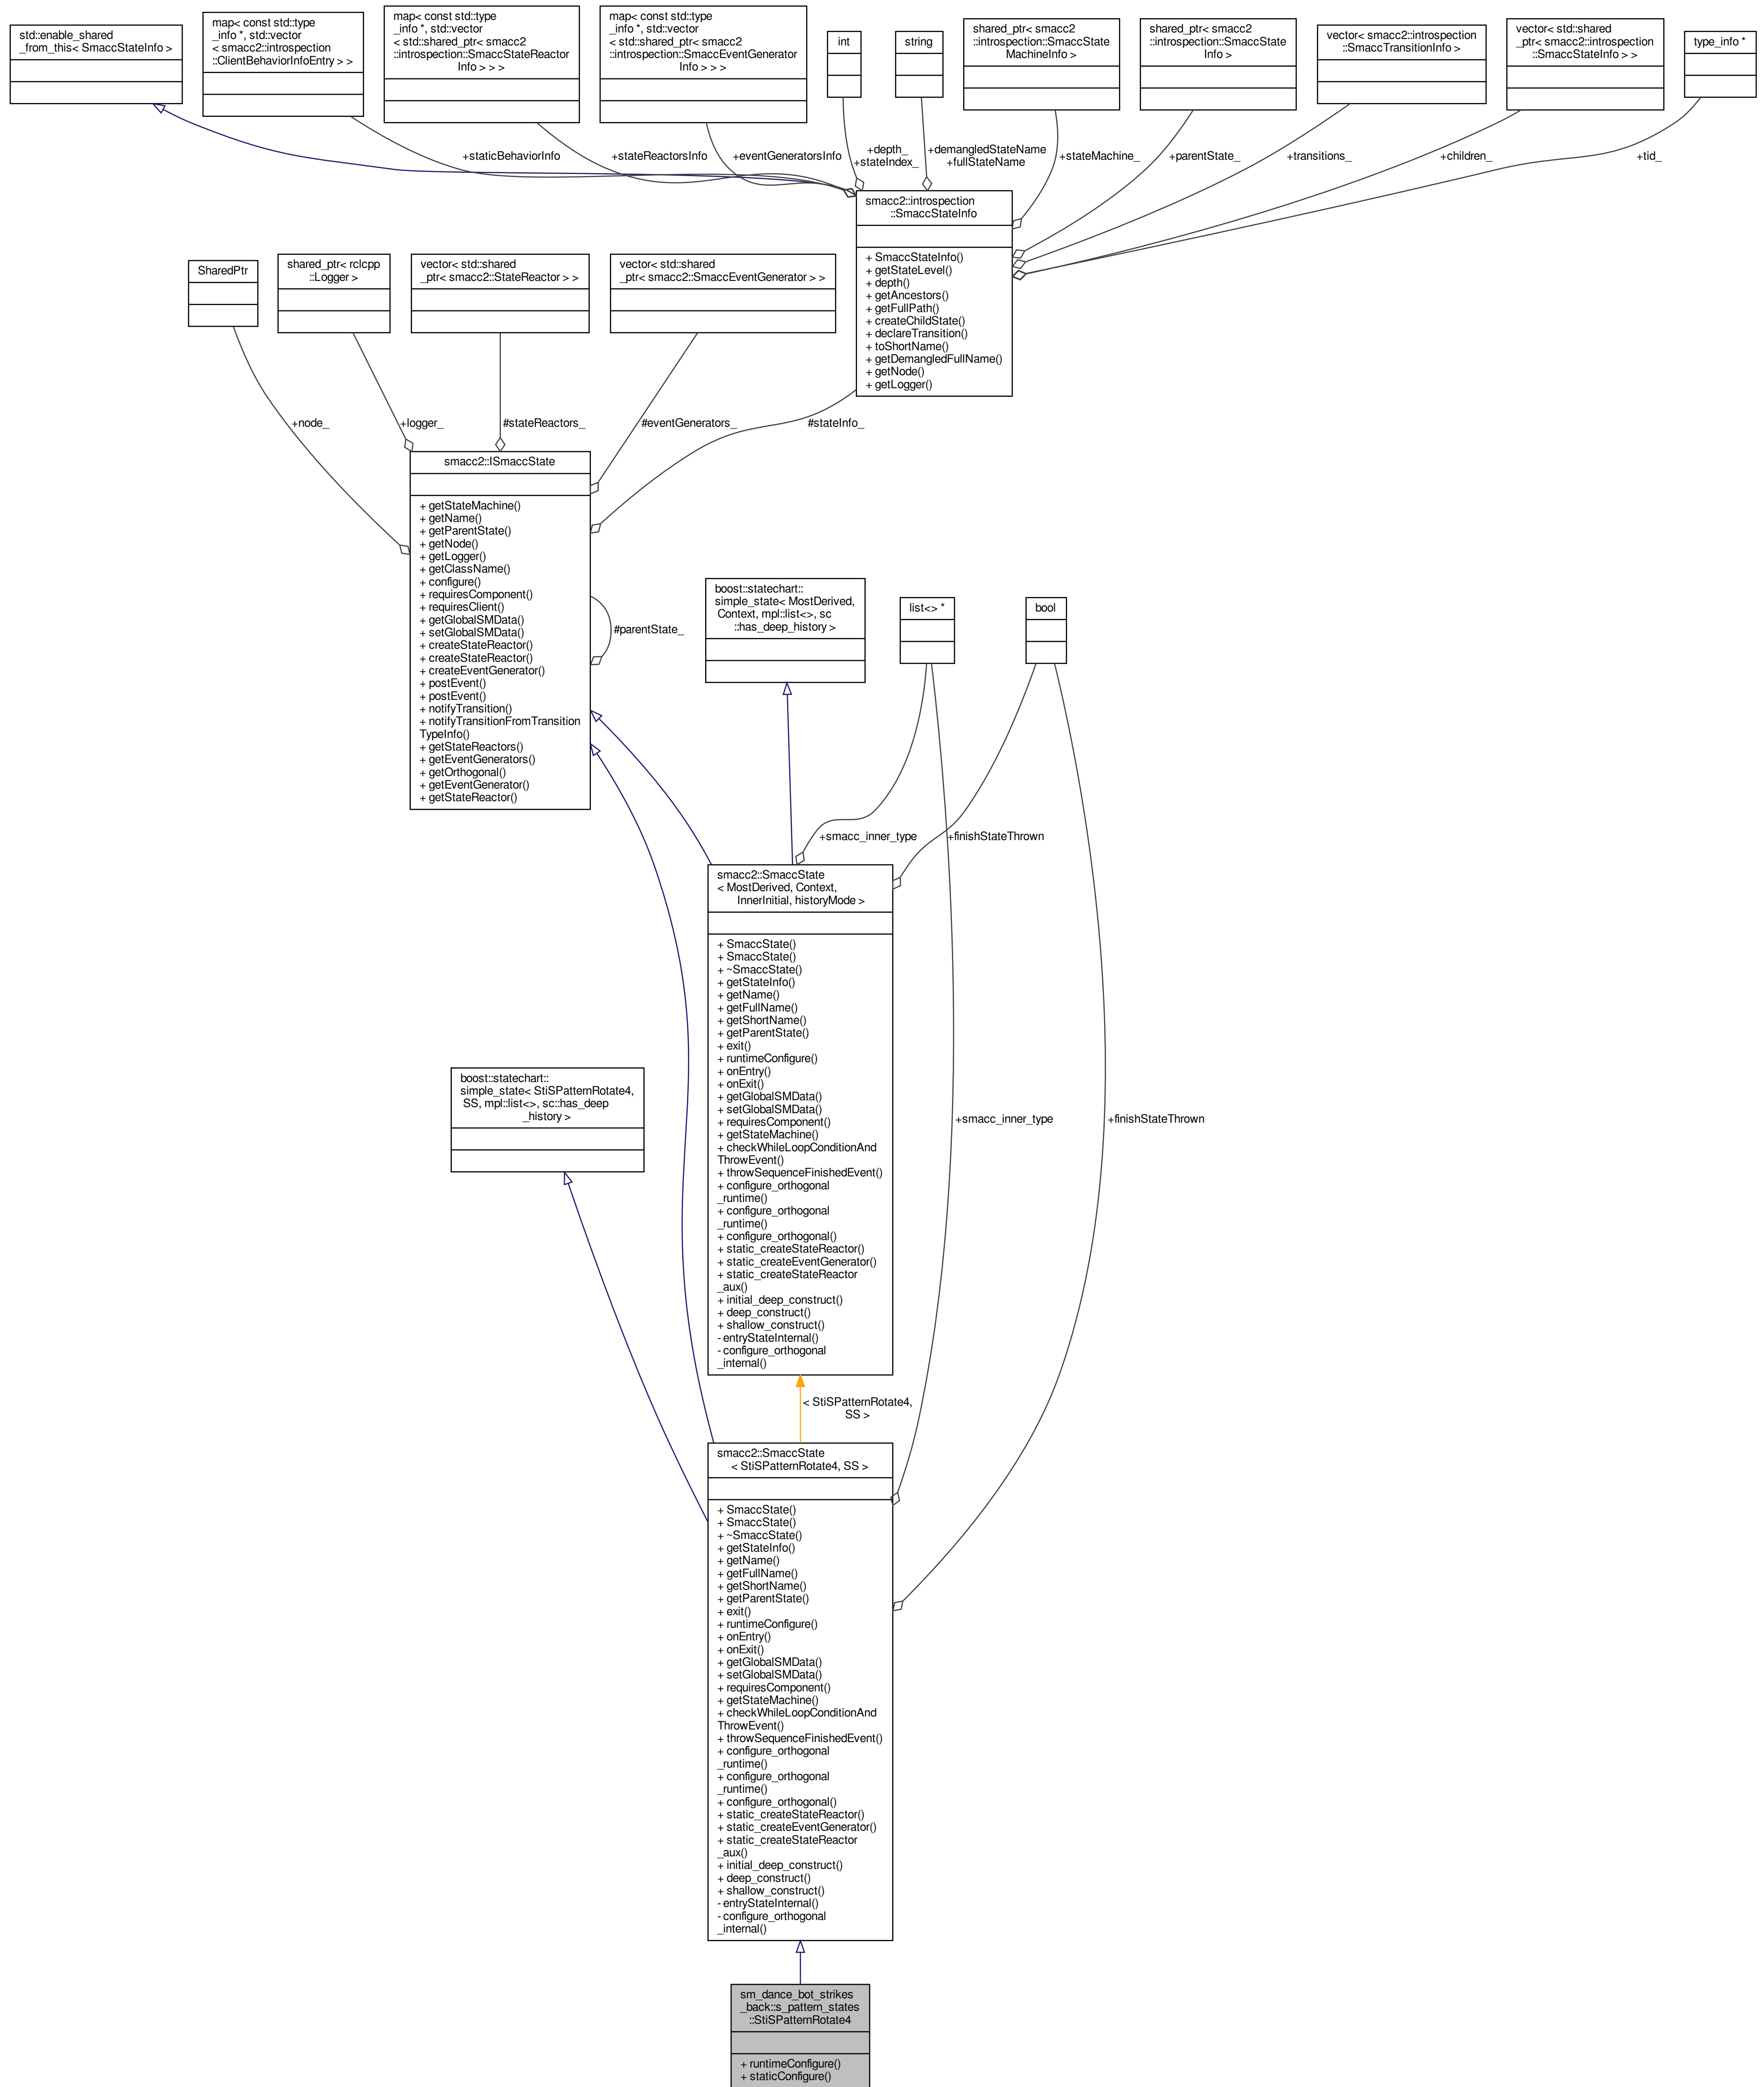 std::enable_shared
_from_this< SmaccStateInfo >
map< const std::type
_info *, std::vector
< smacc2::introspection
::ClientBehaviorInfoEntry > >
map< const std::type
_info *, std::vector
< std::shared_ptr< smacc2
::introspection::SmaccStateReactor
Info > > >
map< const std::type
_info *, std::vector
< std::shared_ptr< smacc2
::introspection::SmaccEventGenerator
Info > > >
int
string
shared_ptr< smacc2
::introspection::SmaccState
MachineInfo >
shared_ptr< smacc2
::introspection::SmaccState
Info >
vector< smacc2::introspection
::SmaccTransitionInfo >
vector< std::shared
_ptr< smacc2::introspection
::SmaccStateInfo > >
type_info *
+staticBehaviorInfo
+stateReactorsInfo
+eventGeneratorsInfo
+depth_
+stateIndex_
+demangledStateName
+fullStateName
+stateMachine_
+parentState_
+transitions_
+children_
+tid_
smacc2::introspection
::SmaccStateInfo
+ SmaccStateInfo()
+ getStateLevel()
+ depth()
+ getAncestors()
+ getFullPath()
+ createChildState()
+ declareTransition()
+ toShortName()
+ getDemangledFullName()
+ getNode()
+ getLogger()
SharedPtr
shared_ptr< rclcpp
::Logger >
vector< std::shared
_ptr< smacc2::StateReactor > >
vector< std::shared
_ptr< smacc2::SmaccEventGenerator > >
+node_
+logger_
#stateReactors_
#eventGenerators_
#stateInfo_
smacc2::ISmaccState
+ getStateMachine()
+ getName()
+ getParentState()
+ getNode()
+ getLogger()
+ getClassName()
+ configure()
+ requiresComponent()
+ requiresClient()
+ getGlobalSMData()
+ setGlobalSMData()
+ createStateReactor()
+ createStateReactor()
+ createEventGenerator()
+ postEvent()
+ postEvent()
+ notifyTransition()
+ notifyTransitionFromTransition
TypeInfo()
+ getStateReactors()
+ getEventGenerators()
+ getOrthogonal()
+ getEventGenerator()
+ getStateReactor()
#parentState_
boost::statechart::
simple_state< MostDerived,
Context, mpl::list<>, sc
::has_deep_history >
list<> *
bool
+smacc_inner_type
+finishStateThrown
smacc2::SmaccState
< MostDerived, Context,
InnerInitial, historyMode >
+ SmaccState()
+ SmaccState()
+ ~SmaccState()
+ getStateInfo()
+ getName()
+ getFullName()
+ getShortName()
+ getParentState()
+ exit()
+ runtimeConfigure()
+ onEntry()
+ onExit()
+ getGlobalSMData()
+ setGlobalSMData()
+ requiresComponent()
+ getStateMachine()
+ checkWhileLoopConditionAnd
ThrowEvent()
+ throwSequenceFinishedEvent()
+ configure_orthogonal
_runtime()
+ configure_orthogonal
_runtime()
+ configure_orthogonal()
+ static_createStateReactor()
+ static_createEventGenerator()
+ static_createStateReactor
_aux()
+ initial_deep_construct()
+ deep_construct()
+ shallow_construct()
- entryStateInternal()
- configure_orthogonal
_internal()
boost::statechart::
simple_state< StiSPatternRotate4,
SS, mpl::list<>, sc::has_deep
_history >
+smacc_inner_type
+finishStateThrown
< StiSPatternRotate4,
SS >
smacc2::SmaccState
< StiSPatternRotate4, SS >
+ SmaccState()
+ SmaccState()
+ ~SmaccState()
+ getStateInfo()
+ getName()
+ getFullName()
+ getShortName()
+ getParentState()
+ exit()
+ runtimeConfigure()
+ onEntry()
+ onExit()
+ getGlobalSMData()
+ setGlobalSMData()
+ requiresComponent()
+ getStateMachine()
+ checkWhileLoopConditionAnd
ThrowEvent()
+ throwSequenceFinishedEvent()
+ configure_orthogonal
_runtime()
+ configure_orthogonal
_runtime()
+ configure_orthogonal()
+ static_createStateReactor()
+ static_createEventGenerator()
+ static_createStateReactor
_aux()
+ initial_deep_construct()
+ deep_construct()
+ shallow_construct()
- entryStateInternal()
- configure_orthogonal
_internal()
sm_dance_bot_strikes
_back::s_pattern_states
::StiSPatternRotate4
+ runtimeConfigure()
+ staticConfigure()